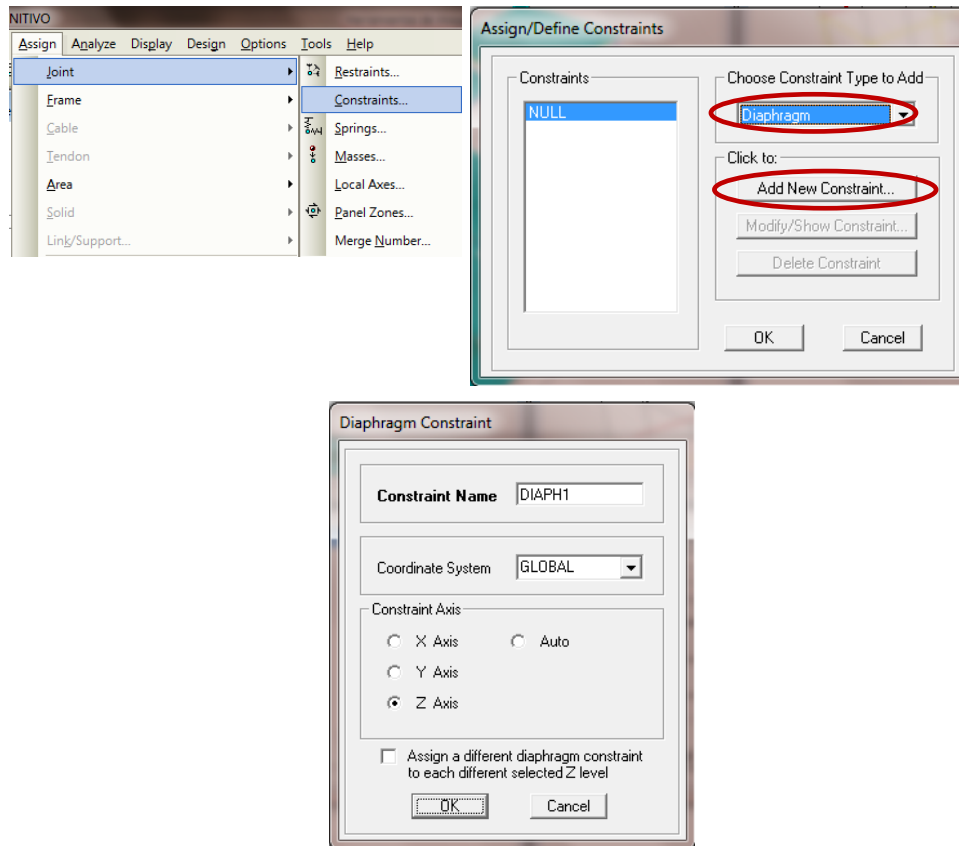 NITIVO
Assign Analyze Display Design Options Tools Help
Joint
Frame
Cable
Tendon
Area
Solid
Link/Support...
Restraints...
Constraints...
Springs...
Masses...
Local Axes...
Panel Zones...
Merge Number...
Assign/Define Constraints
Constraints
NULL
Choose Constraint Type to Add
Diaphragm
Click to:
Add New Constraint...
Modify/Show Constraint...
Delete Constraint
OK Cancel
Diaphragm Constraint
Constraint Name DIAPH1
Coordinate System GLOBAL
Constraint Axis
X Axis Auto
Y Axis
Z Axis
Assign a different diaphragm constraint
to each different selected Z level
OK Cancel